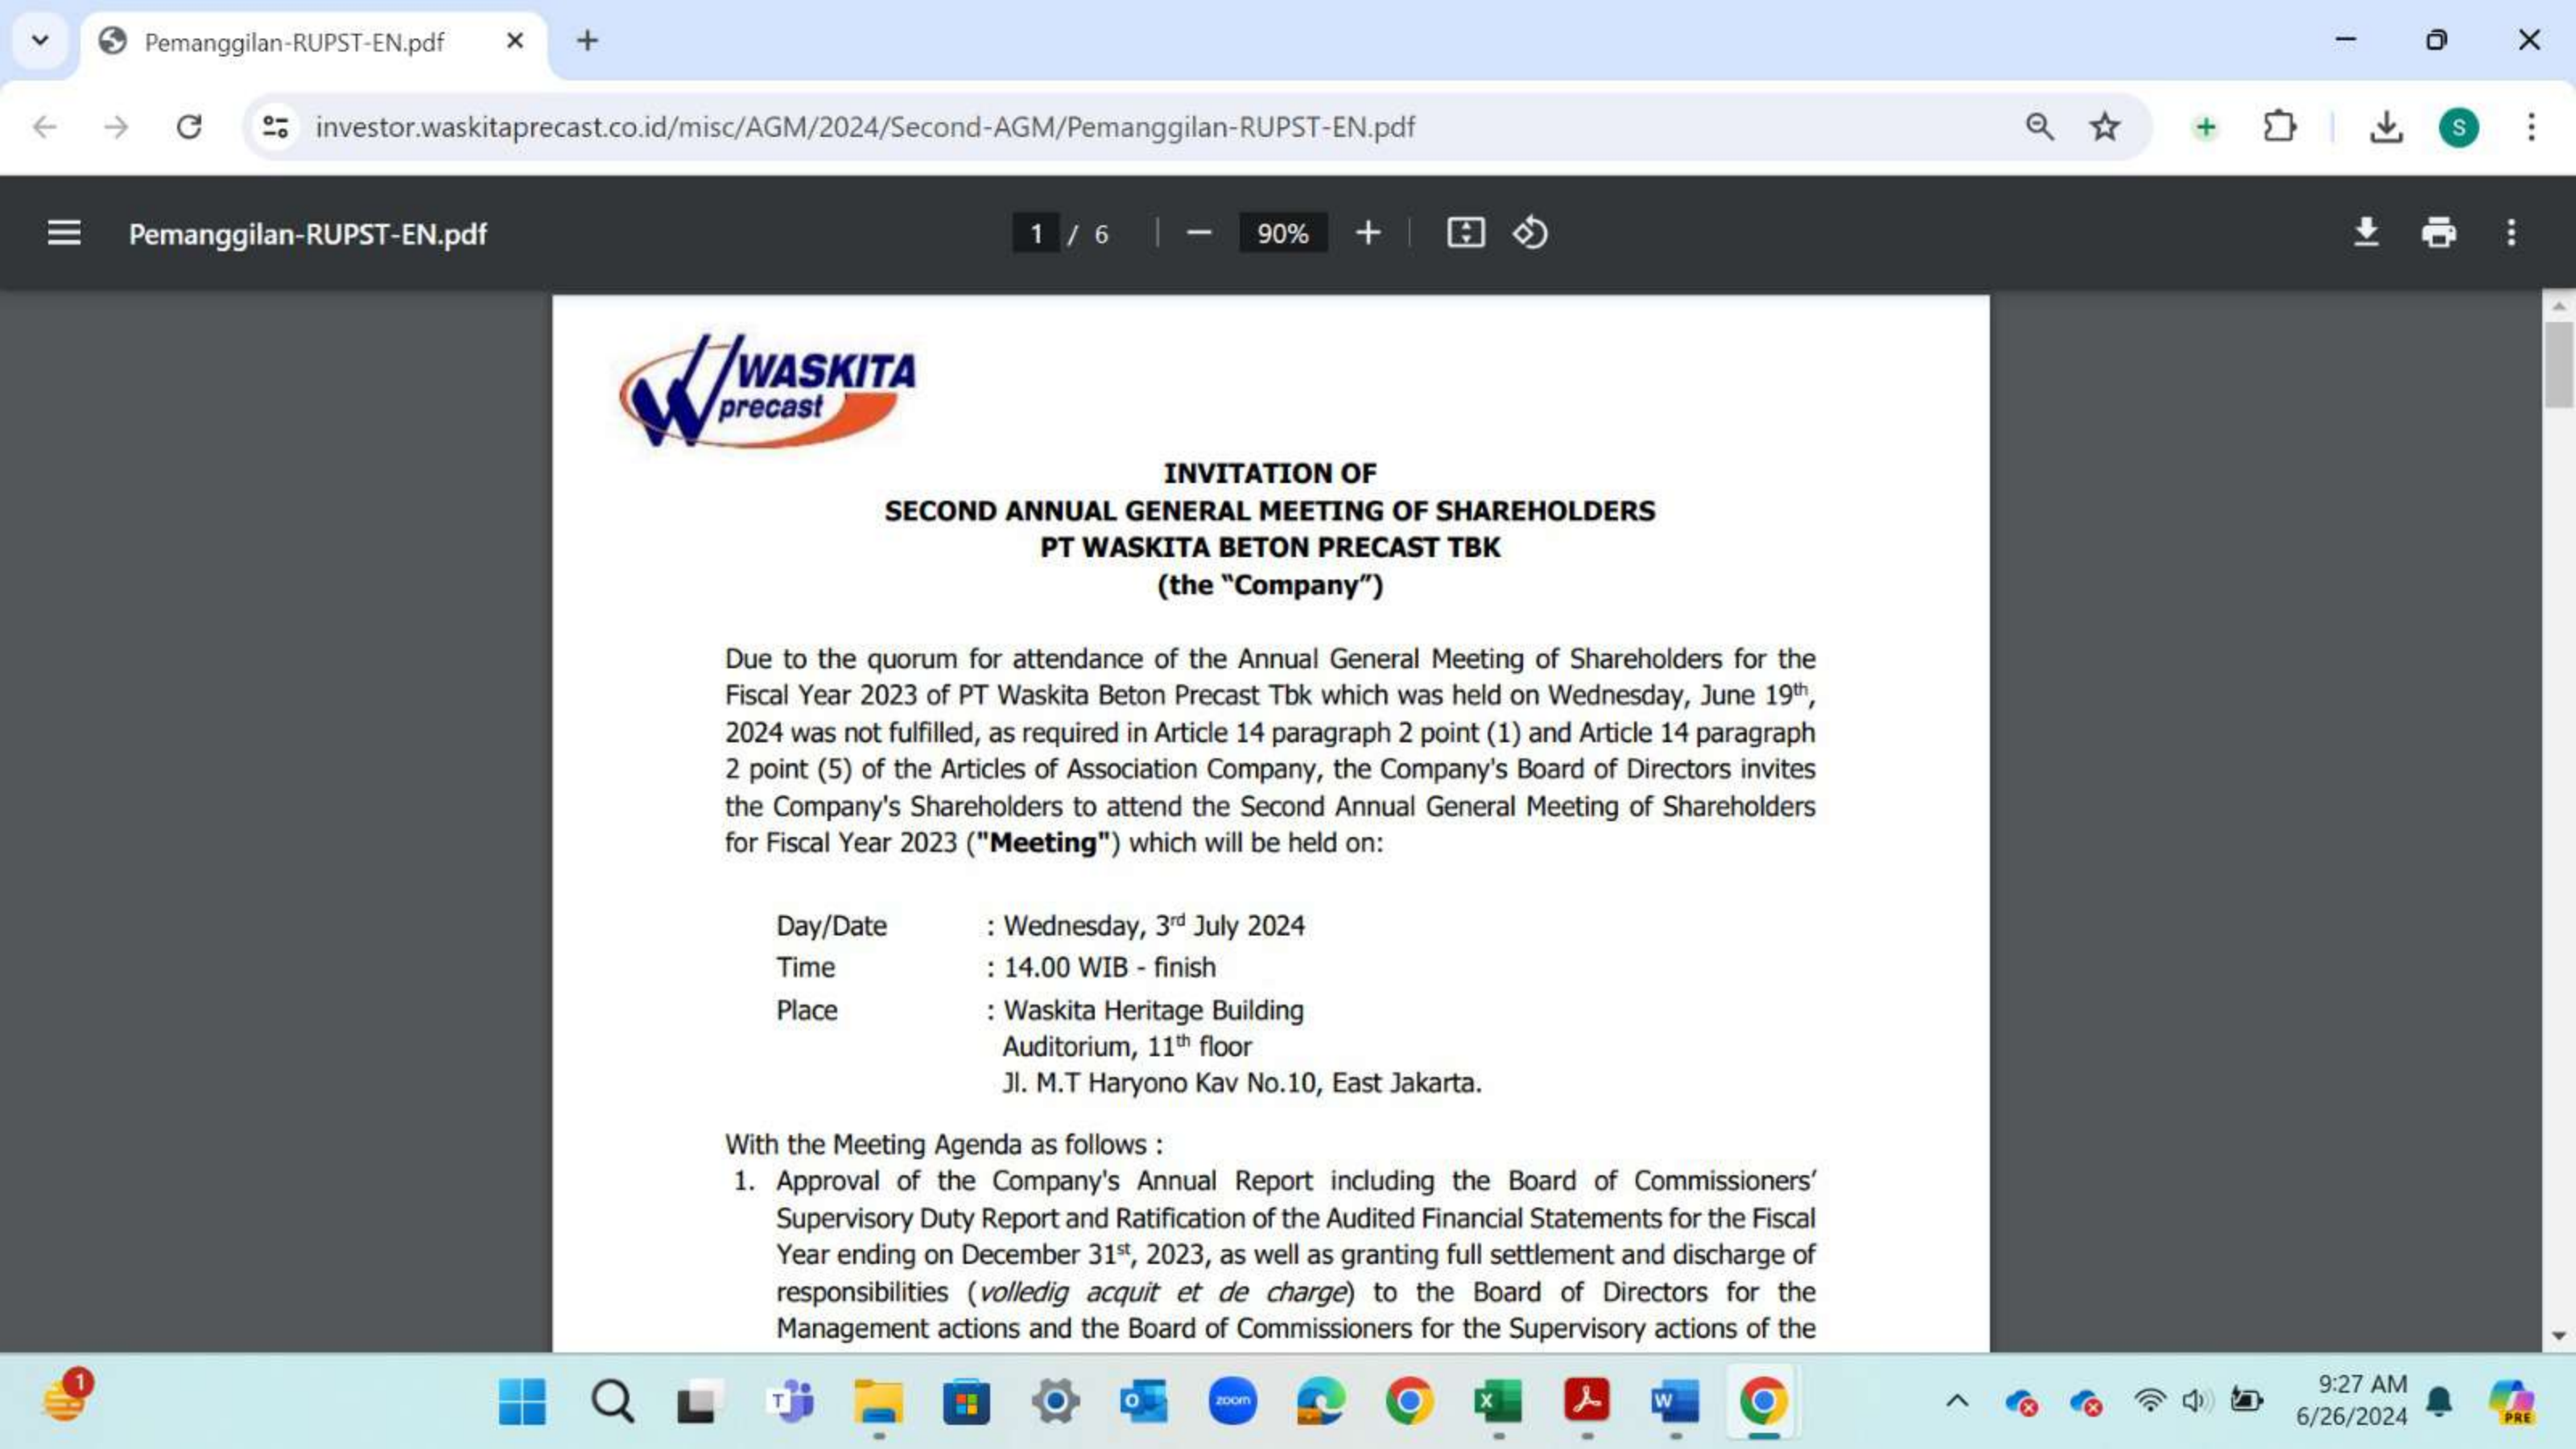 Pemanggilan-RUPST-EN.pdf
investor.waskitaprecast.co.id/misc/AGM/2024/Second-AGM/Pemanggilan-RUPST-EN.pdf
S
Pemanggilan-RUPST-EN.pdf
1 / 6
90%
WASKITA
precast
INVITATION OF
SECOND ANNUAL GENERAL MEETING OF SHAREHOLDERS
PT WASKITA BETON PRECAST TBK
(the “Company”)
Due to the quorum for attendance of the Annual General Meeting of Shareholders for the
Fiscal Year 2023 of PT Waskita Beton Precast Tbk which was held on Wednesday, June 19th,
2024 was not fulfilled, as required in Article 14 paragraph 2 point (1) and Article 14 paragraph
2 point (5) of the Articles of Association Company, the Company's Board of Directors invites
the Company's Shareholders to attend the Second Annual General Meeting of Shareholders
for Fiscal Year 2023 ("Meeting") which will be held on:
Day/Date : Wednesday, 3rd July 2024
Time : 14.00 WIB - finish
Place : Waskita Heritage Building
Auditorium, 11th floor
Jl. M.T Haryono Kav No.10, East Jakarta.
With the Meeting Agenda as follows :
1. Approval of the Company's Annual Report including the Board of Commissioners’
Supervisory Duty Report and Ratification of the Audited Financial Statements for the Fiscal
Year ending on December 31st, 2023, as well as granting full settlement and discharge of
responsibilities (volledig acquit et de charge) to the Board of Directors for the
Management actions and the Board of Commissioners for the Supervisory actions of the
1
T
O
zoom
X
W
9:27 AM
6/26/2024
PRE